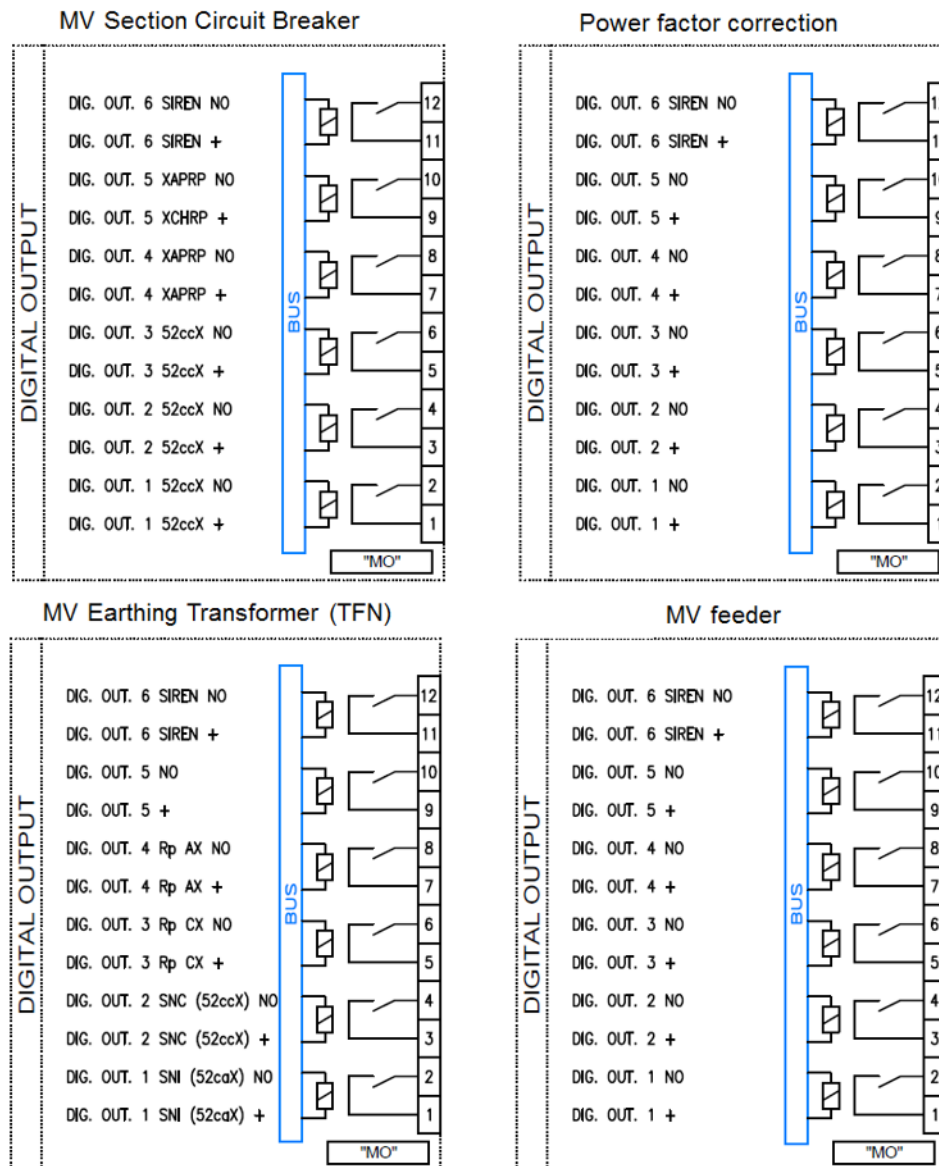 MV Section Circuit Breaker
DIGITAL OUTPUT
DIG. OUT. 6 SIREN NO
DIG. OUT. 6 SIREN +
DIG. OUT. 5 XAPRP NO
DIG. OUT. 5 XCHRP +
DIG. OUT. 4 XAPRP NO
DIG. OUT. 4 XAPRP +
DIG. OUT. 3 52ccX NO
DIG. OUT. 3 52ccX +
DIG. OUT. 2 52ccX NO
DIG. OUT. 2 52ccX +
DIG. OUT. 1 52ccX NO
DIG. OUT. 1 52ccX +
BUS
12
11
10
9
8
7
6
5
4
3
2
1
"MO"
Power factor correction
DIGITAL OUTPUT
DIG. OUT. 6 SIREN NO
DIG. OUT. 6 SIREN +
DIG. OUT. 5 NO
DIG. OUT. 5 +
DIG. OUT. 4 NO
DIG. OUT. 4 +
DIG. OUT. 3 NO
DIG. OUT. 3 +
DIG. OUT. 2 NO
DIG. OUT. 2 +
DIG. OUT. 1 NO
DIG. OUT. 1 +
BUS
"MO"
MV Earthing Transformer (TFN)
DIGITAL OUTPUT
DIG. OUT. 6 SIREN NO
DIG. OUT. 6 SIREN +
DIG. OUT. 5 NO
DIG. OUT. 5 +
DIG. OUT. 4 Rp AX NO
DIG. OUT. 4 Rp AX +
DIG. OUT. 3 Rp CX NO
DIG. OUT. 3 Rp CX +
DIG. OUT. 2 SNC (52ccX) NO
DIG. OUT. 2 SNC (52ccX) +
DIG. OUT. 1 SNI (52caX) NO
DIG. OUT. 1 SNI (52caX) +
BUS
12
11
10
9
8
7
6
5
4
3
2
1
"MO"
MV feeder
DIGITAL OUTPUT
DIG. OUT. 6 SIREN NO
DIG. OUT. 6 SIREN +
DIG. OUT. 5 NO
DIG. OUT. 5 +
DIG. OUT. 4 NO
DIG. OUT. 4 +
DIG. OUT. 3 NO
DIG. OUT. 3 +
DIG. OUT. 2 NO
DIG. OUT. 2 +
DIG. OUT. 1 NO
DIG. OUT. 1 +
BUS
12
11
10
9
8
7
6
5
4
3
2
1
"MO"